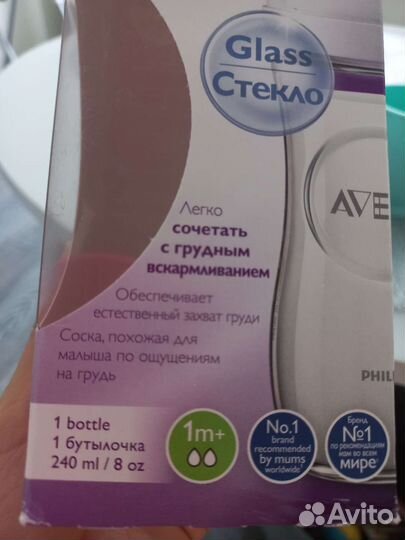 Glass
Стекло
AVE
Легко
сочетать
с грудным
вскармливанием
Обеспечивает
естественный захват груди
Соска, похожая для
малыша по ощущениям
на грудь
PHIL
1 bottle
1 бутылочка
240 ml / 8 oz
1m+
No.1
brand
recommended
by mums
worldwide*
Бренд
№1
по рекомендациям
мам во всем
мире*
Avito